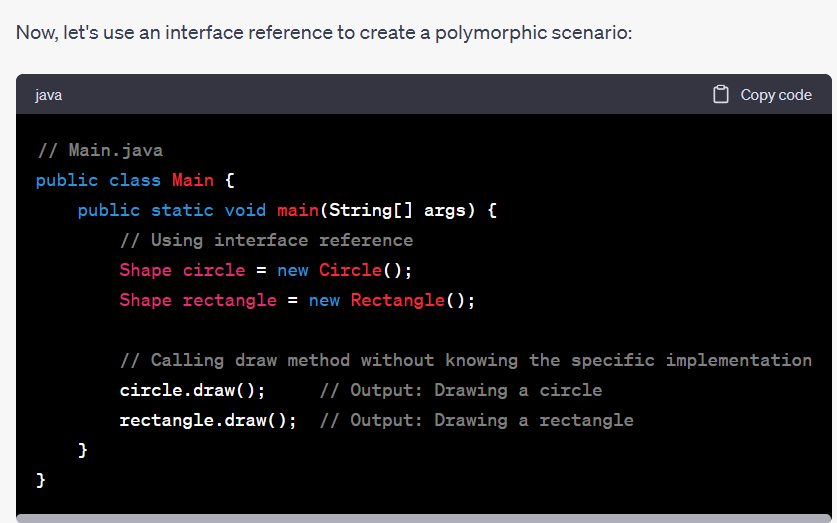 Now, let's use an interface reference to create a polymorphic scenario:
java
Copy code
// Main.java
public class Main {
    public static void main(String[] args) {
        // Using interface reference
        Shape circle = new Circle();
        Shape rectangle = new Rectangle();

        // Calling draw method without knowing the specific implementation
        circle.draw();     // Output: Drawing a circle
        rectangle.draw();  // Output: Drawing a rectangle
    }
}